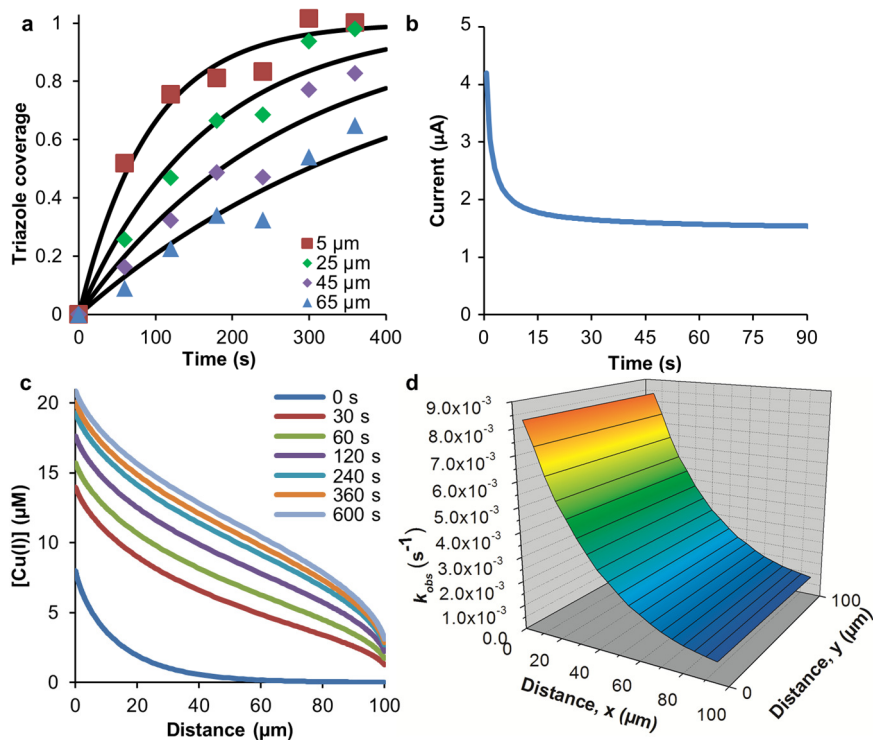 a
Triazole coverage
1
0.8
0.6
0.4
0.2
0
0 100 200 300 400
Time (s)
5 µm
25 µm
45 µm
65 µm
b
Current (µA)
5
4
3
2
1
0
0 15 30 45 60 75 90
Time (s)
c
[Cu(I)] (µM)
20
15
10
5
0
0 20 40 60 80 100
Distance (µm)
0 s
30 s
60 s
120 s
240 s
360 s
600 s
d
kobs (s-1)
9.0x10-3
8.0x10-3
7.0x10-3
6.0x10-3
5.0x10-3
4.0x10-3
3.0x10-3
2.0x10-3
1.0x10-3
0.0
0 20 40 60 80 100
Distance, x (µm)
0 100
Distance, y (µm)